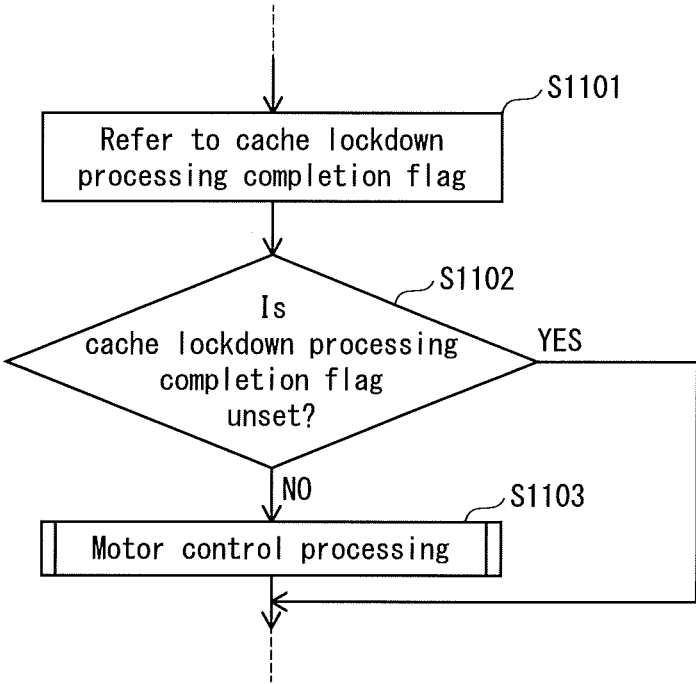 S1101
Refer to cache lockdown
processing completion flag
S1102
Is
cache lockdown processing
completion flag
unset?
YES
NO
S1103
Motor control processing